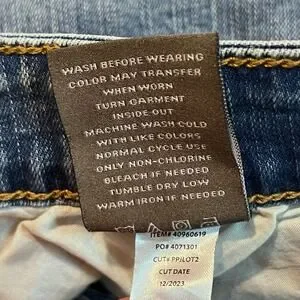 WASH BEFORE WEARING
COLOR MAY TRANSFER
WHEN WORN
TURN GARMENT
INSIDE OUT
MACHINE WASH COLD
WITH LIKE COLORS
NORMAL CYCLE USE
ONLY NON-CHLORINE
BLEACH IF NEEDED
TUMBLE DRY LOW
WARM IRON IF NEEDED
ITEM# 40960619
PO# 4071301
CUT# PPJLOT2
CUT DATE
12/2023